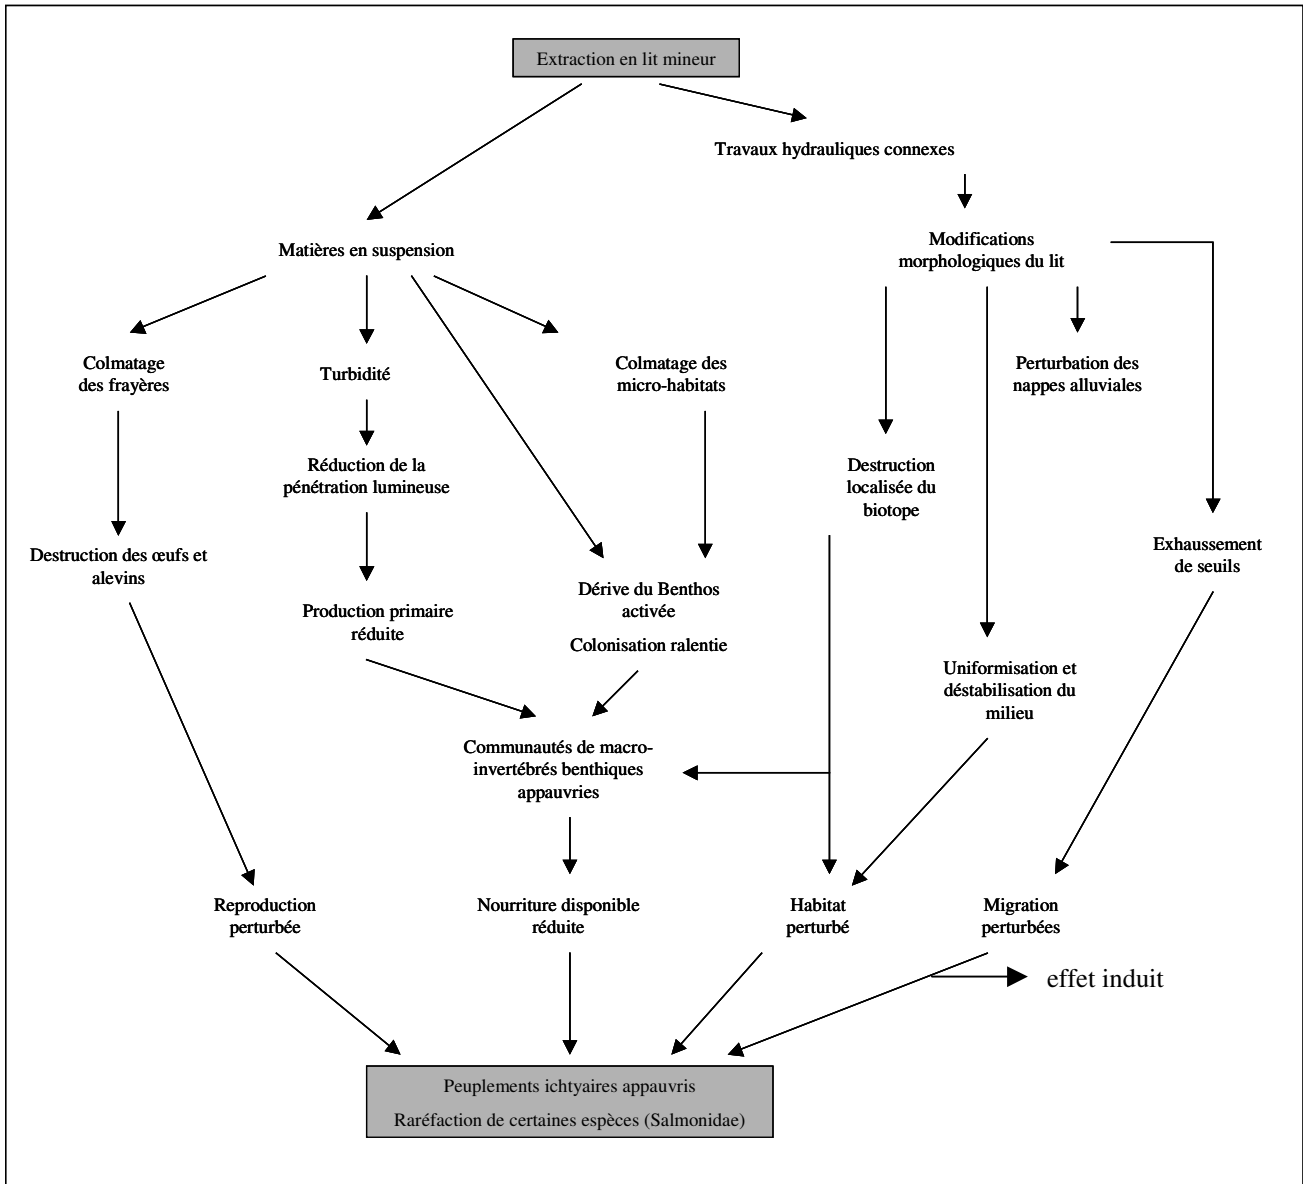 Extraction en lit mineur
Travaux hydrauliques connexes
Matières en suspension
Modifications
morphologiques du lit
Colmatage
des frayères
Turbidité
Colmatage des
micro-habitats
Perturbation des
nappes alluviales
Réduction de la
pénétration lumineuse
Destruction
localisée du
biotope
Destruction des œufs et
alevins
Exhaussement
de seuils
Production primaire
réduite
Dérive du Benthos
activée
Colonisation ralentie
Uniformisation et
déstabilisation du
milieu
Communautés de macro-
invertébrés benthiques
appauvries
Reproduction
perturbée
Nourriture disponible
réduite
Habitat
perturbé
Migration
perturbées
effet induit
Peuplements ichtyaires appauvris
Raréfaction de certaines espèces (Salmonidae)